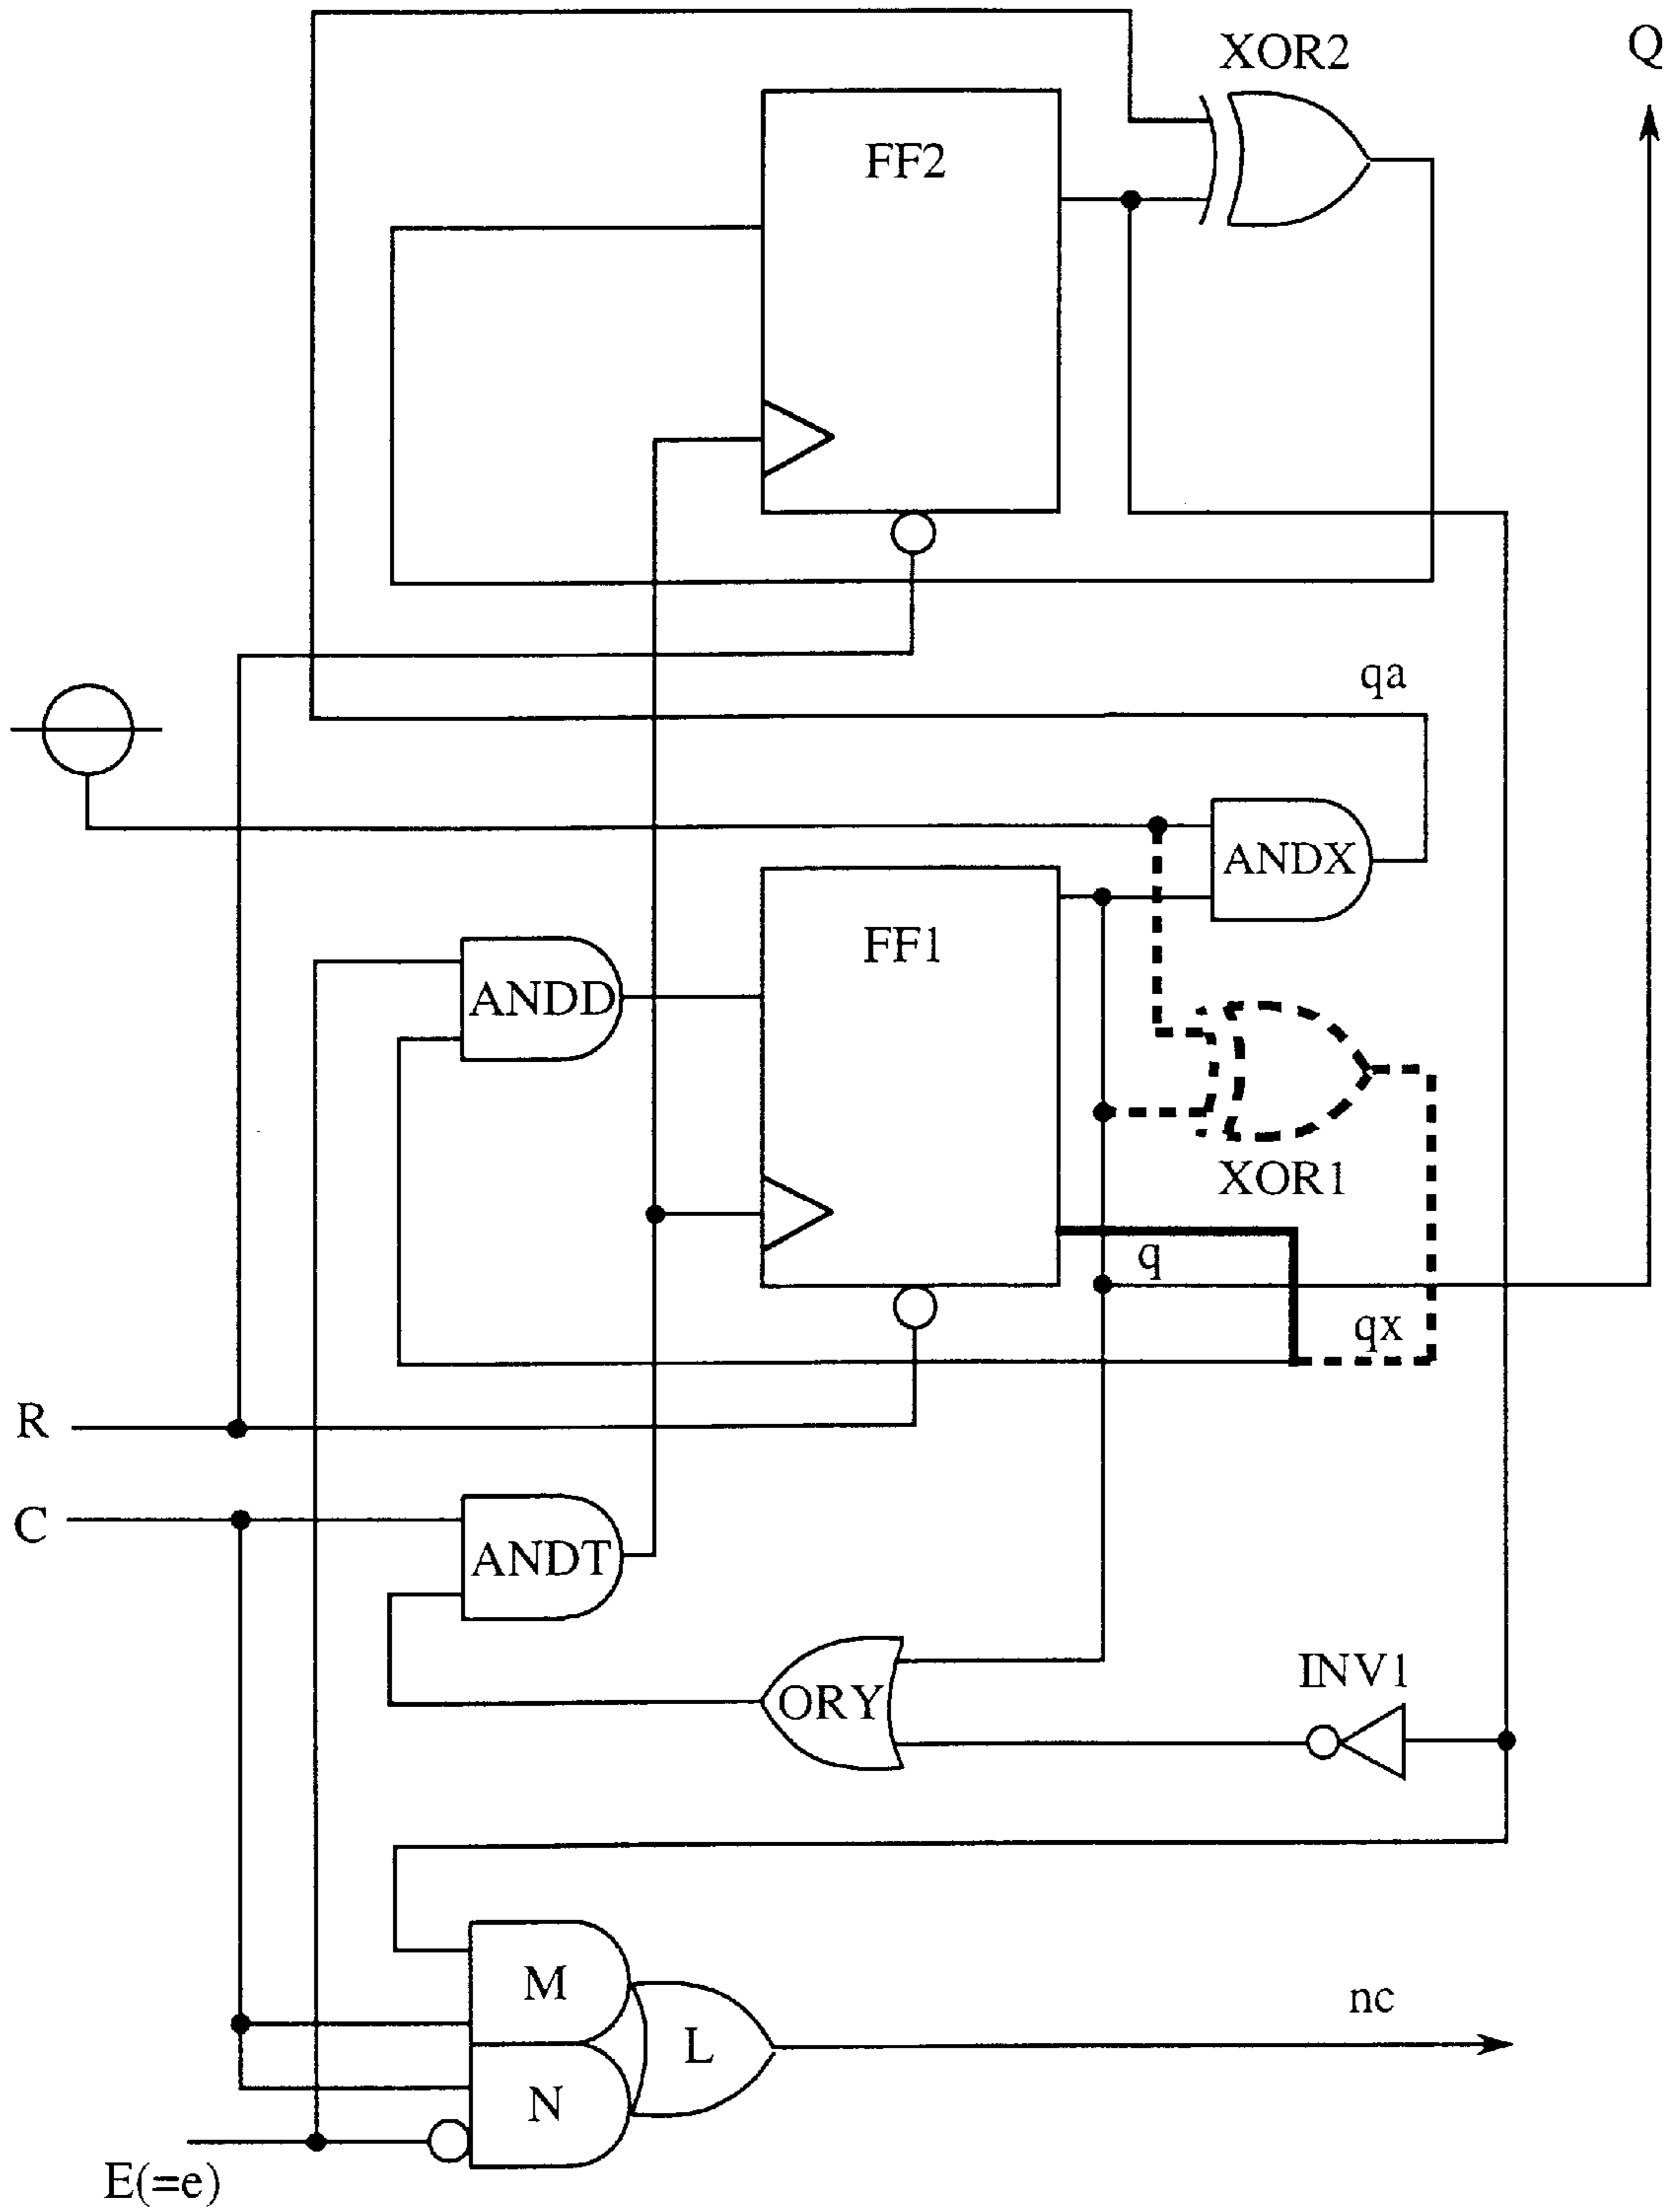 XOR2
Q
FF2
qa
ANDX
FF1
ANDD
XOR1
q
qx
R
C
ANDT
INV1
ORY
M
nc
L
N
E(=e)